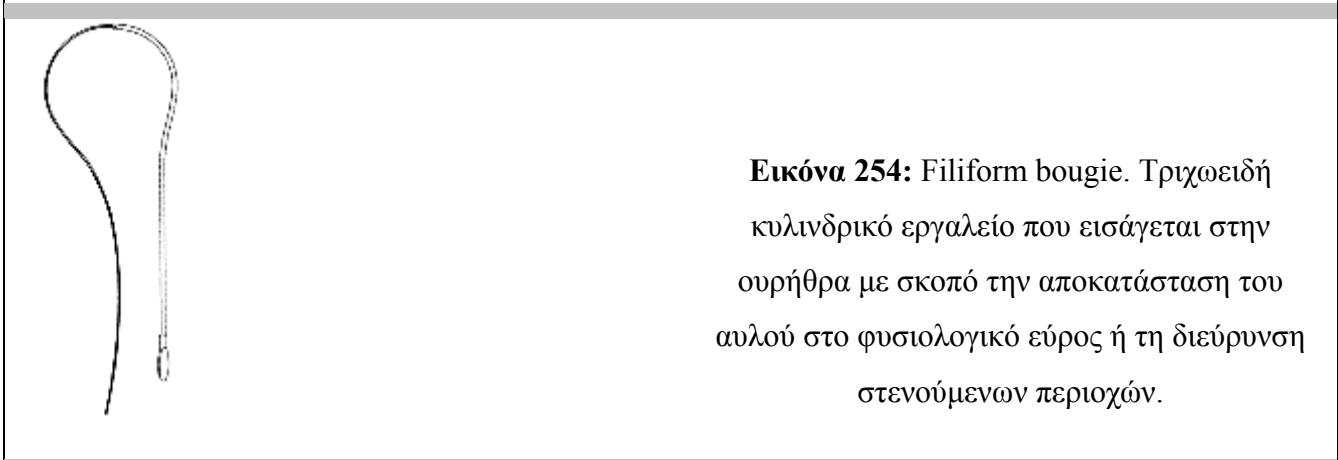 Εικόνα 254: Filiform bougie. Τριχωειδή
κυλινδρικό εργαλείο που εισάγεται στην
ουρήθρα με σκοπό την αποκατάσταση του
αυλού στο φυσιολογικό εύρος ή τη διεύρυνση
στενούμενων περιοχών.